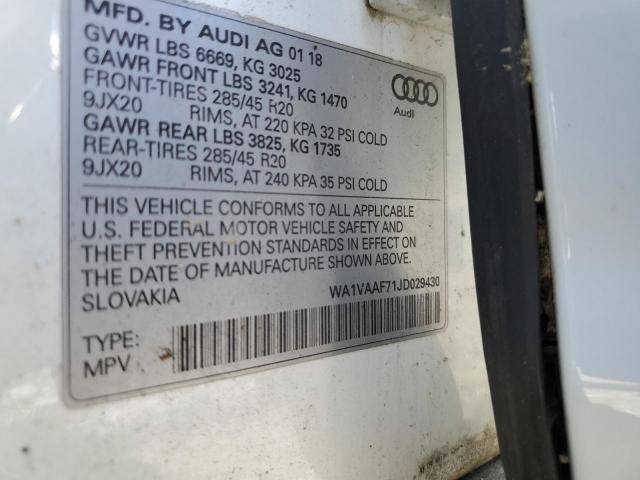 MFD. BY AUDI AG 01 18
GVWR LBS 6669, KG 3025
GAWR FRONT LBS 3241, KG 1470
FRONT-TIRES 285/45 R20
9JX20 RIMS, AT 220 KPA 32 PSI COLD
GAWR REAR LBS 3825, KG 1735
REAR-TIRES 285/45 R20
9JX20 RIMS, AT 240 KPA 35 PSI COLD
Audi
THIS VEHICLE CONFORMS TO ALL APPLICABLE
U.S. FEDERAL MOTOR VEHICLE SAFETY AND
THEFT PREVENTION STANDARDS IN EFFECT ON
THE DATE OF MANUFACTURE SHOWN ABOVE.
SLOVAKIA WA1VAAF71JD029430
TYPE:
MPV